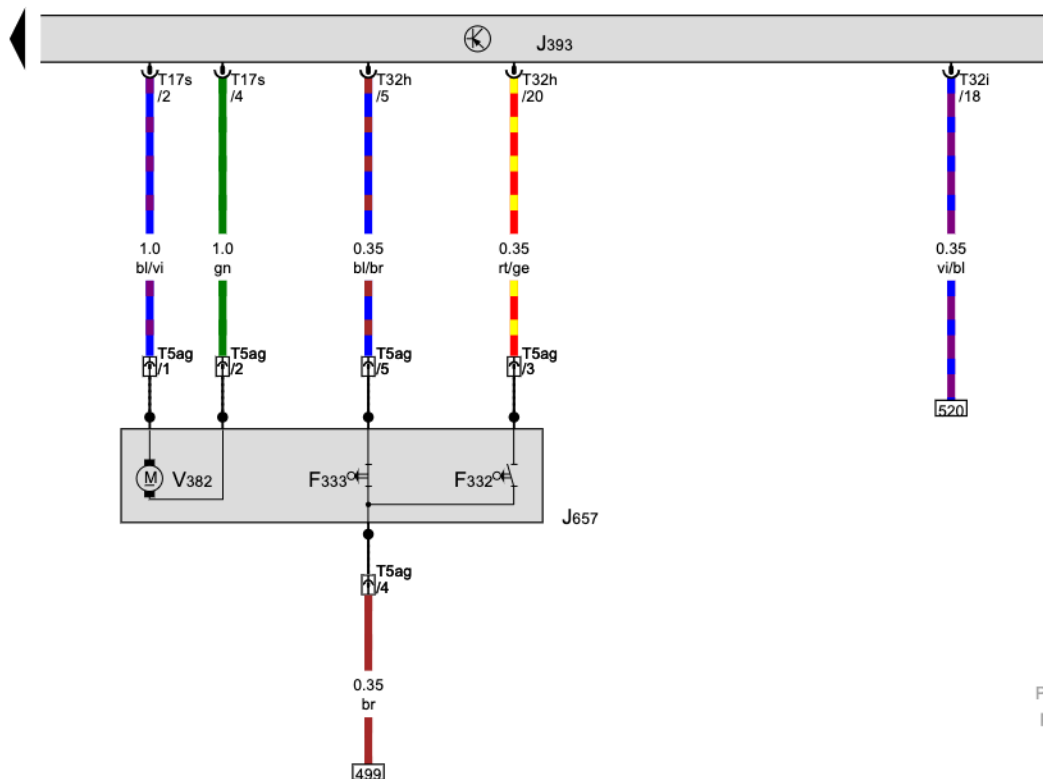 J393
T17s
/2
T17s
/4
T32h
/5
T32h
/20
T32i
/18
1.0
bl/vi
1.0
gn
0.35
bl/br
0.35
rt/ge
0.35
vi/bl
T5ag
/1
T5ag
/2
T5ag
/5
T5ag
/3
520
M
V382
F333
F332
J657
T5ag
/4
0.35
br
499